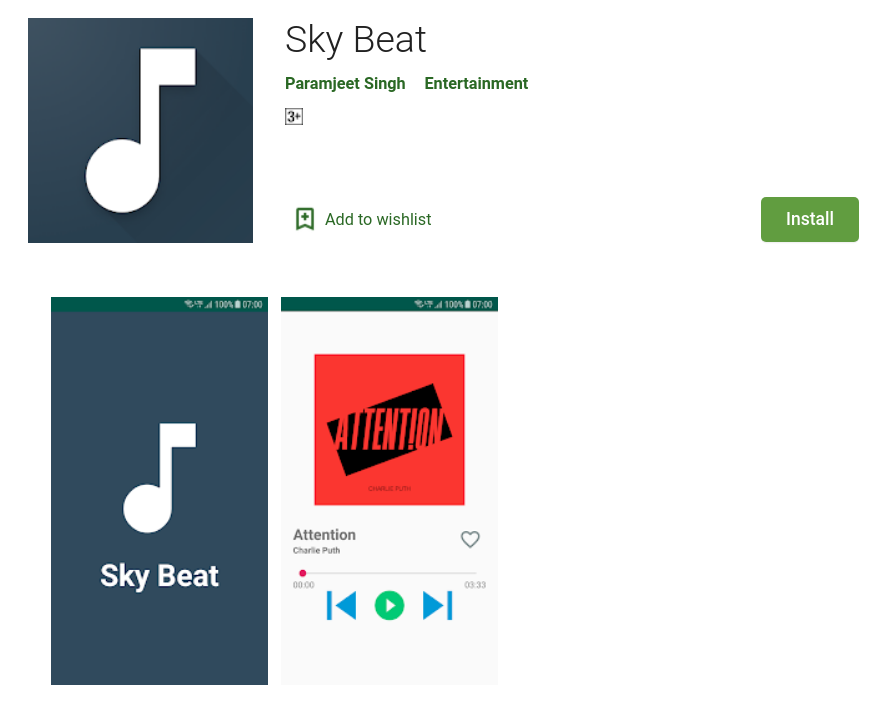 Sky Beat
Paramjeet Singh Entertainment
3+
Add to wishlist
Install
100% 07:00
Sky Beat
100% 07:00
ATTENT!ON
CHARLIE PUTH
Attention
Charlie Puth
00:00 03:33